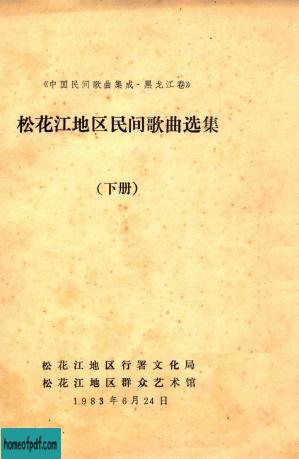 《中国民间歌曲集成·黑龙江卷》
松花江地区民间歌曲选集
（下册）
松花江地区行署文化局
松花江地区群众艺术馆
1983年6月24日
homeofpdf.com
homeofpdf.com